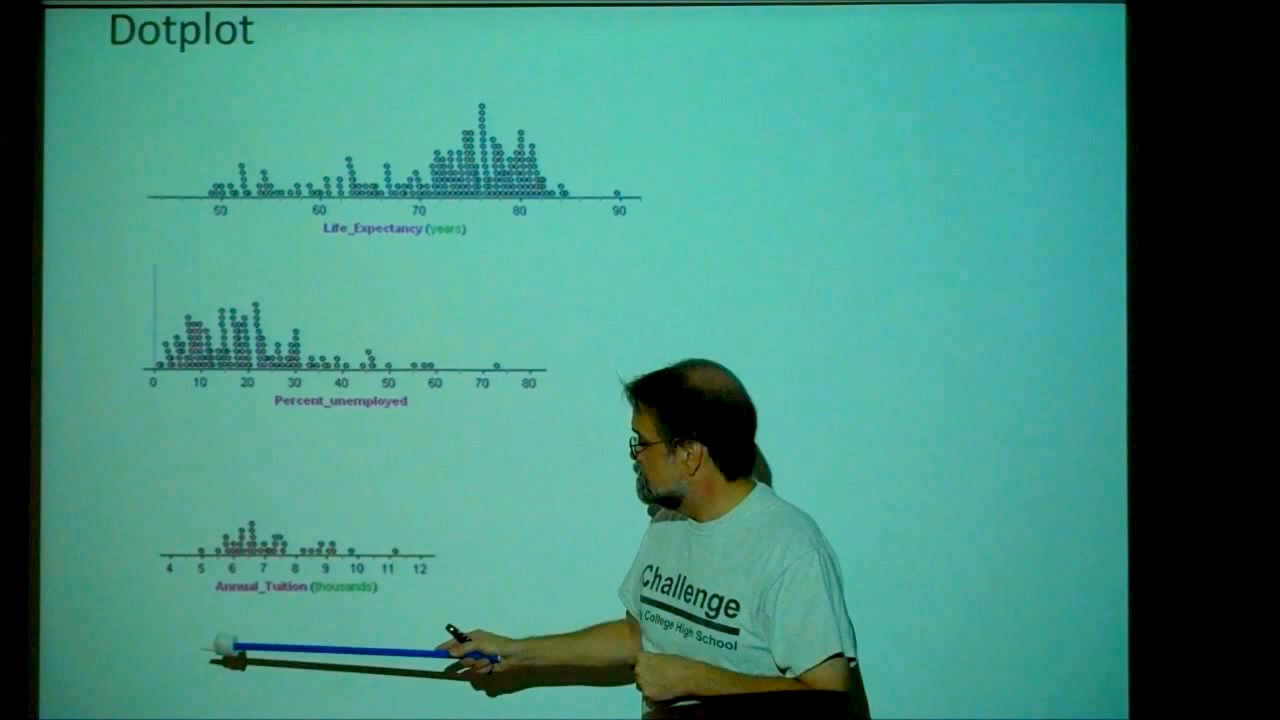 Dotplot
50 60 70 80 90
Life_Expectancy (years)
0 10 20 30 40 50 60 70 80
Percent_unemployed
4 5 6 7 8 9 10 11 12
Annual_Tuition (thousands)
Challenge
College High School